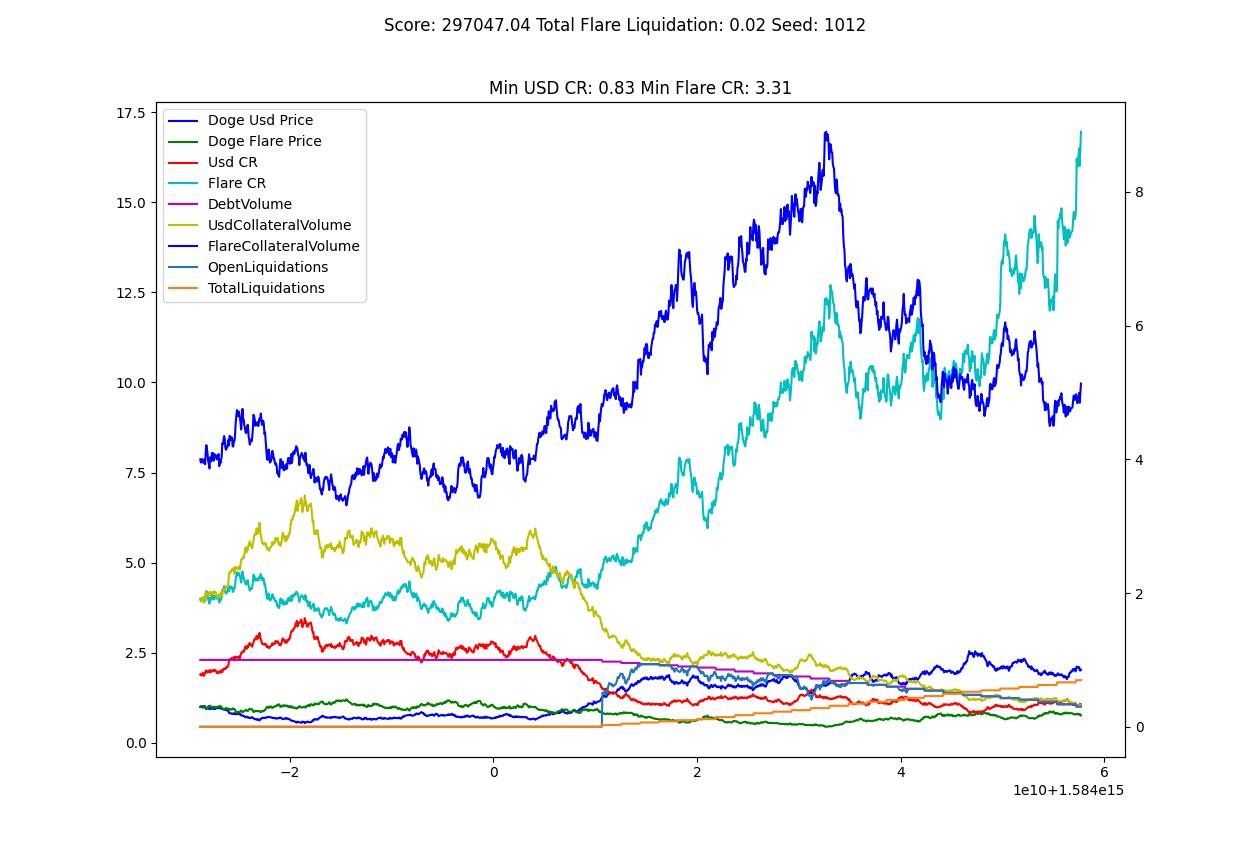 Score: 297047.04 Total Flare Liquidation: 0.02 Seed: 1012
Min USD CR: 0.83 Min Flare CR: 3.31
17.5
15.0
12.5
10.0
7.5
5.0
2.5
0.0
Doge Usd Price
Doge Flare Price
Usd CR
Flare CR
DebtVolume
UsdCollateralVolume
FlareCollateralVolume
OpenLiquidations
TotalLiquidations
8
6
4
2
0
−2 0 2 4 6
1e10+1.584e15